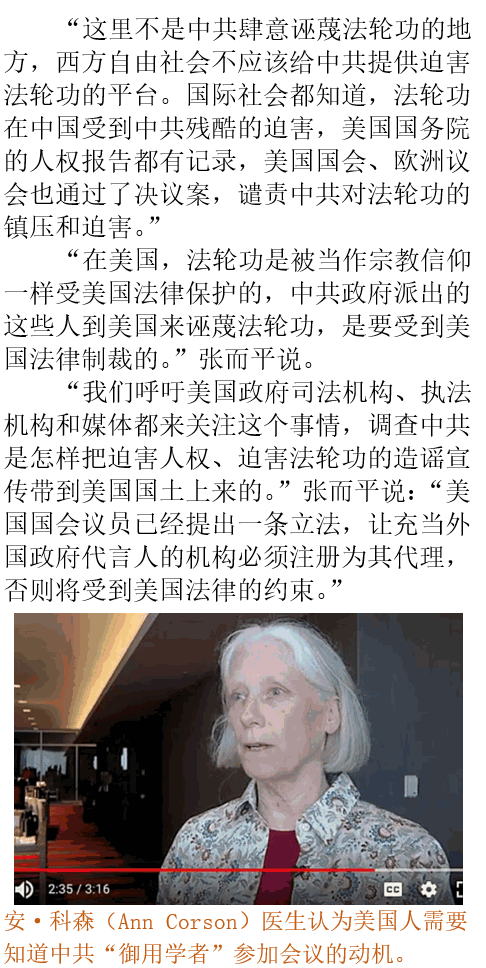 “这里不是中共肆意诬蔑法轮功的地
方，西方自由社会不应该给中共提供迫害
法轮功的平台。国际社会都知道，法轮功
在中国受到中共残酷的迫害，美国国务院
的人权报告都有记录，美国国会、欧洲议
会也通过了决议案，谴责中共对法轮功的
镇压和迫害。”
“在美国，法轮功是被当作宗教信仰
一样受美国法律保护的，中共政府派出的
这些人到美国来诬蔑法轮功，是要受到美
国法律制裁的。”张而平说。
“我们呼吁美国政府司法机构、执法
机构和媒体都来关注这个事情，调查中共
是怎样把迫害人权、迫害法轮功的造谣宣
传带到美国国土上来的。”张而平说：“美
国国会议员已经提出一条立法，让充当外
国政府代言人的机构必须注册为其代理，
否则将受到美国法律的约束。”
2:35 / 3:16
CC
安·科森（Ann Corson）医生认为美国人需要
知道中共“御用学者”参加会议的动机。